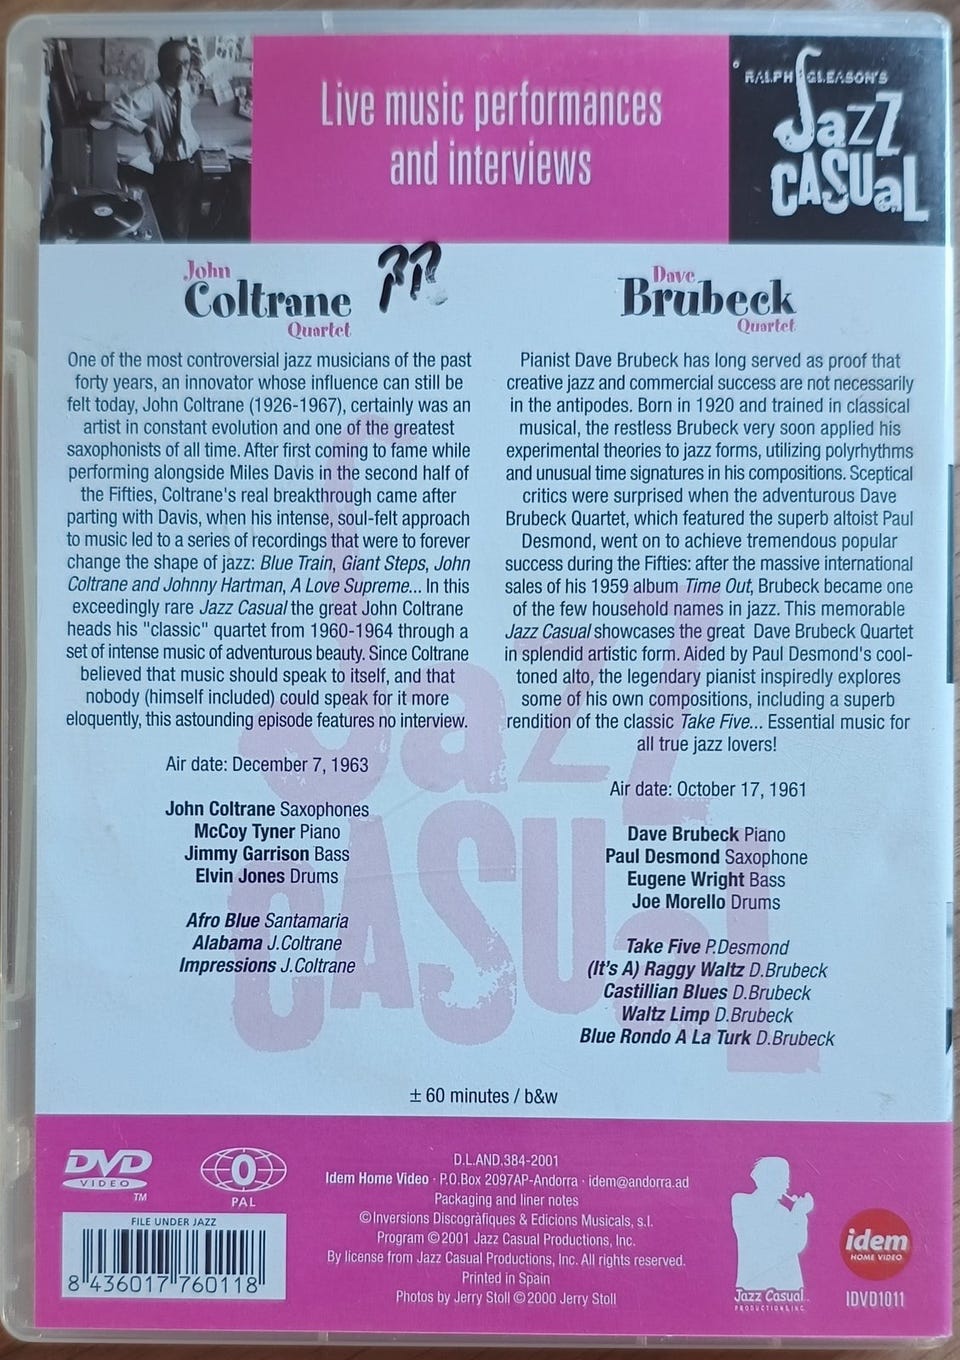 Live music performances
and interviews
RALPH GLEASON'S
Jazz
CASUAL
John
Coltrane
Quartet
One of the most controversial jazz musicians of the past
forty years, an innovator whose influence can still be
felt today, John Coltrane (1926-1967), certainly was an
artist in constant evolution and one of the greatest
saxophonists of all time. After first coming to fame while
performing alongside Miles Davis in the second half of
the Fifties, Coltrane's real breakthrough came after
parting with Davis, when his intense, soul-felt approach
to music led to a series of recordings that were to forever
change the shape of jazz: Blue Train, Giant Steps, John
Coltrane and Johnny Hartman, A Love Supreme... In this
exceedingly rare Jazz Casual the great John Coltrane
heads his "classic" quartet from 1960-1964 through a
set of intense music of adventurous beauty. Since Coltrane
believed that music should speak to itself, and that
nobody (himself included) could speak for it more
eloquently, this astounding episode features no interview.
Air date: December 7, 1963
John Coltrane Saxophones
McCoy Tyner Piano
Jimmy Garrison Bass
Elvin Jones Drums
Afro Blue Santamaria
Alabama J.Coltrane
Impressions J.Coltrane
Dave
Brubeck
Quartet
Pianist Dave Brubeck has long served as proof that
creative jazz and commercial success are not necessarily
in the antipodes. Born in 1920 and trained in classical
musical, the restless Brubeck very soon applied his
experimental theories to jazz forms, utilizing polyrhythms
and unusual time signatures in his compositions. Sceptical
critics were surprised when the adventurous Dave
Brubeck Quartet, which featured the superb altoist Paul
Desmond, went on to achieve tremendous popular
success during the Fifties: after the massive international
sales of his 1959 album Time Out, Brubeck became one
of the few household names in jazz. This memorable
Jazz Casual showcases the great Dave Brubeck Quartet
in splendid artistic form. Aided by Paul Desmond's cool-
toned alto, the legendary pianist inspiredly explores
some of his own compositions, including a superb
rendition of the classic Take Five... Essential music for
all true jazz lovers!
Air date: October 17, 1961
Dave Brubeck Piano
Paul Desmond Saxophone
Eugene Wright Bass
Joe Morello Drums
Take Five P.Desmond
(It's A) Raggy Waltz D.Brubeck
Castillian Blues D.Brubeck
Waltz Limp D.Brubeck
Blue Rondo A La Turk D.Brubeck
Jazz
CASUAL
± 60 minutes / b&w
DVD
VIDEO
TM
0
PAL
FILE UNDER JAZZ
8 436017 760118
D.L.AND.384-2001
Idem Home Video · P.O.Box 2097AP-Andorra · idem@andorra.ad
Packaging and liner notes
©Inversions Discogràfiques & Edicions Musicals, s.l.
Program ©2001 Jazz Casual Productions, Inc.
By license from Jazz Casual Productions, Inc. All rights reserved.
Printed in Spain
Photos by Jerry Stoll ©2000 Jerry Stoll
Jazz Casual
PRODUCTIONS, INC.
idem
HOME VIDEO
IDVD1011